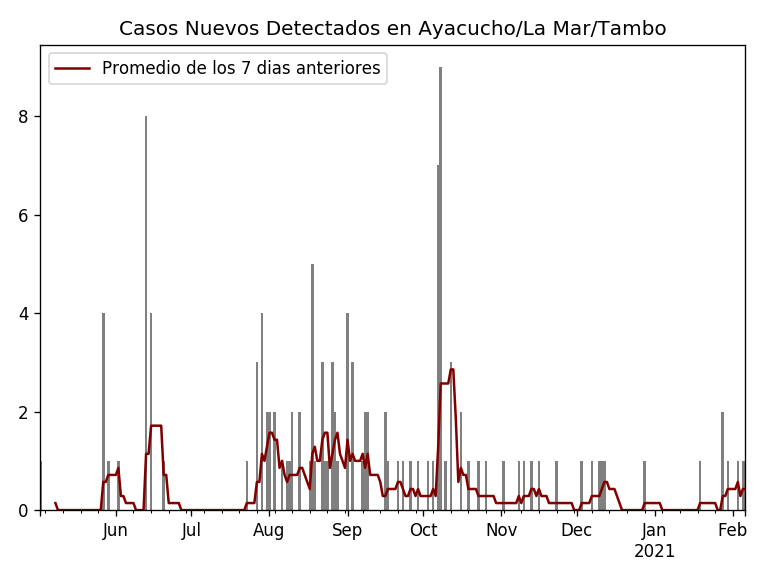 Casos Nuevos Detectados en Ayacucho/La Mar/Tambo
Promedio de los 7 dias anteriores
8
6
4
2
0
Jun Jul Aug Sep Oct Nov Dec Jan Feb
2021